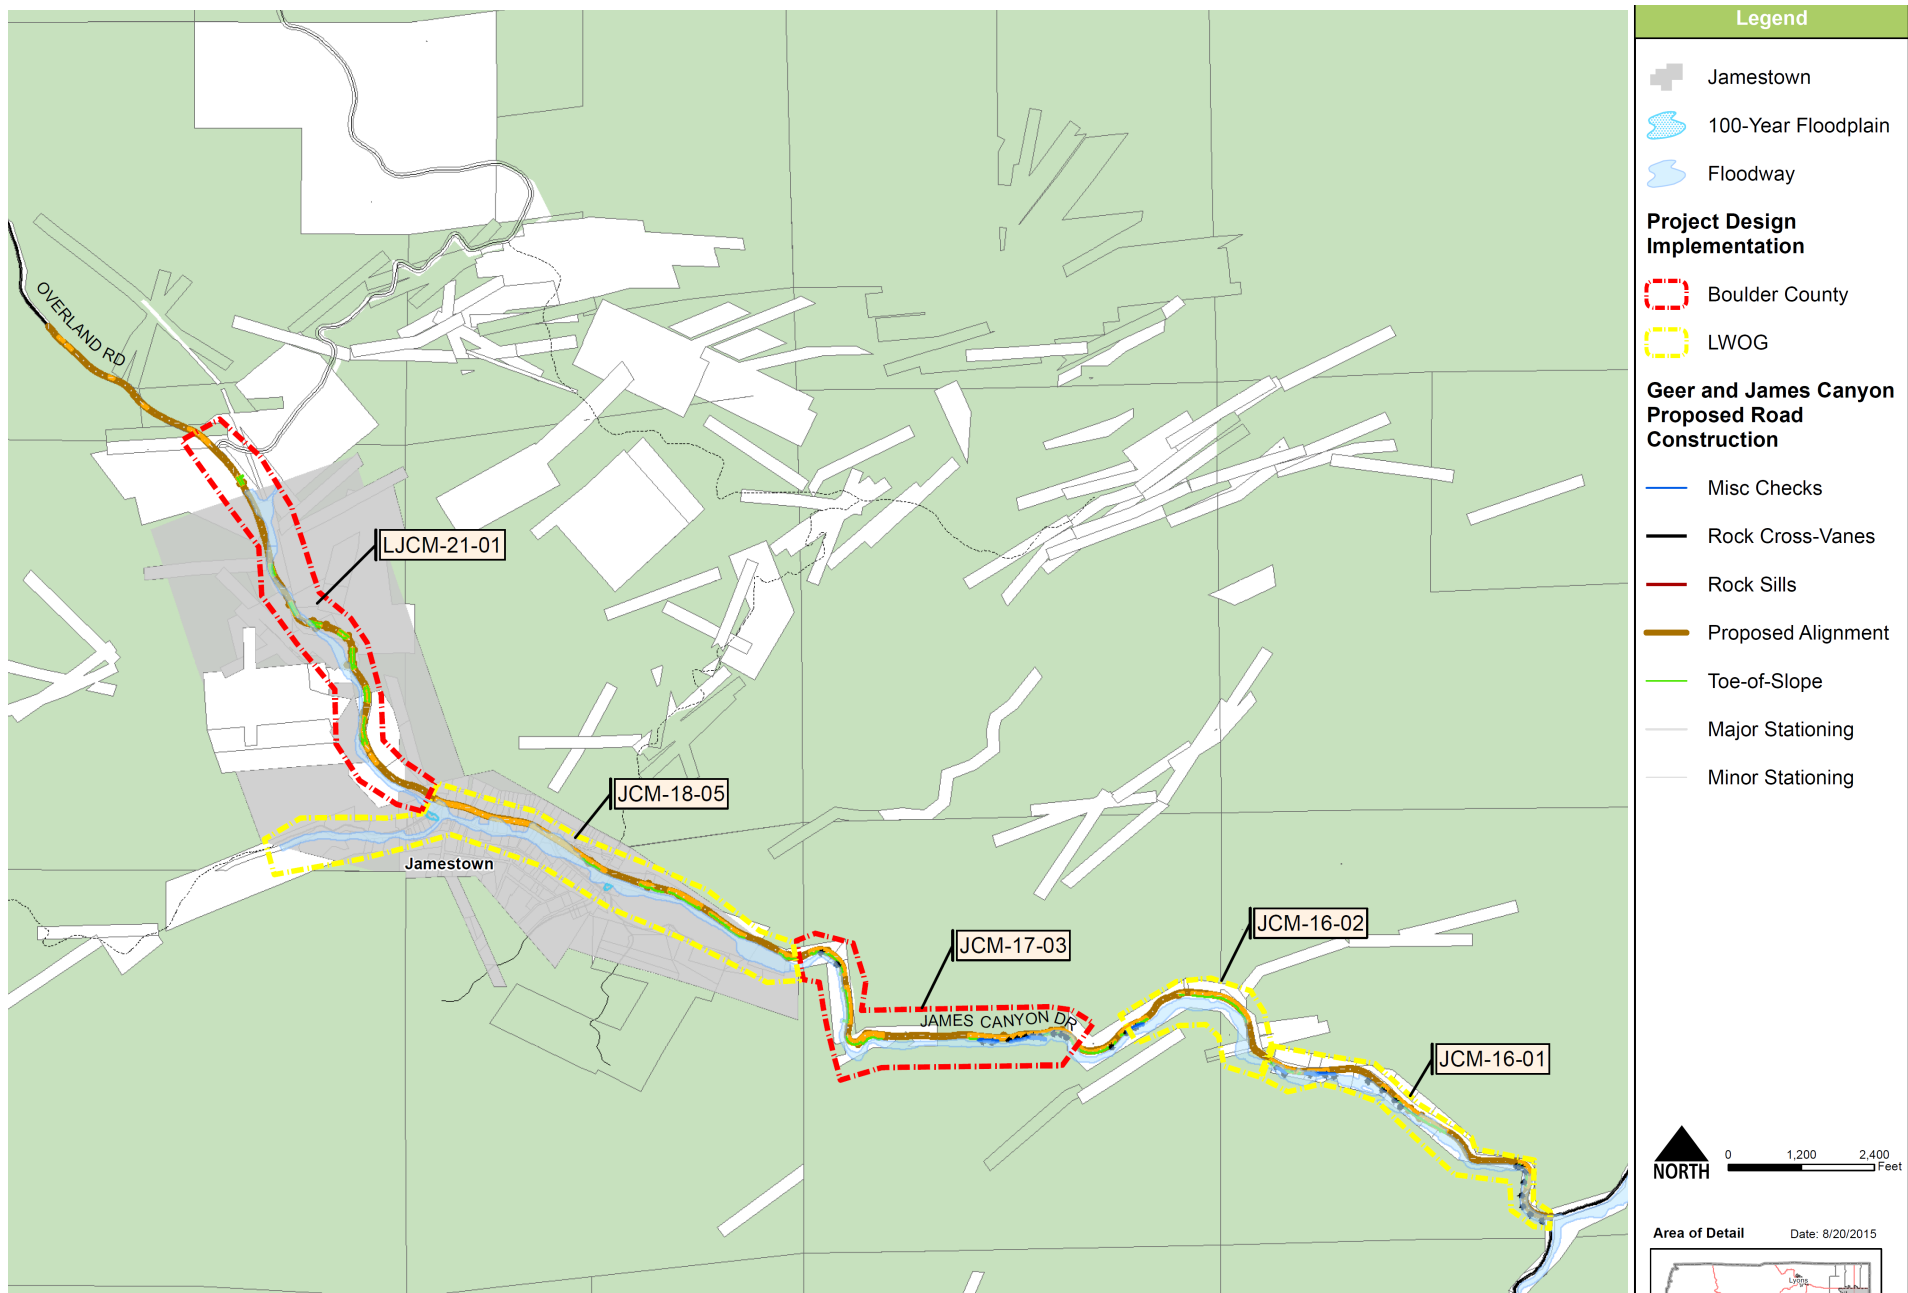 OVERLAND RD
LJCM-21-01
JCM-18-05
Jamestown
JCM-17-03
JCM-16-02
JAMES CANYON DR
JCM-16-01
Legend
Jamestown
100-Year Floodplain
Floodway
Project Design
Implementation
Boulder County
LWOG
Geer and James Canyon
Proposed Road
Construction
Misc Checks
Rock Cross-Vanes
Rock Sills
Proposed Alignment
Toe-of-Slope
Major Stationing
Minor Stationing
NORTH
0 1,200 2,400
Feet
Area of Detail Date: 8/20/2015
Lyons